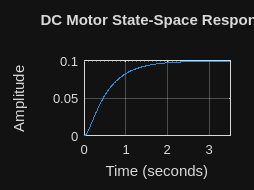 DC Motor State-Space Respon
Amplitude
0.1
0.05
0
0 1 2 3
Time (seconds)